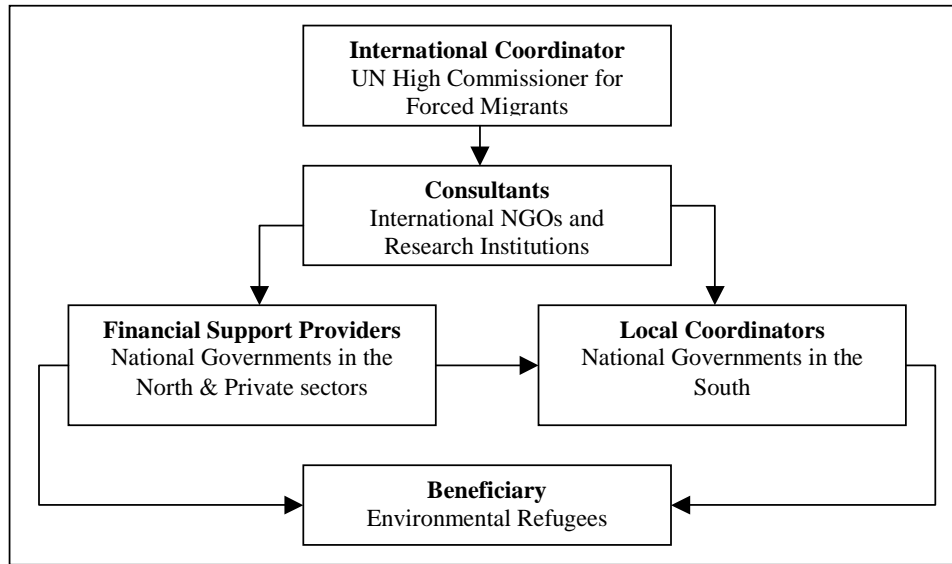 International Coordinator
UN High Commissioner for
Forced Migrants
Consultants
International NGOs and
Research Institutions
Financial Support Providers
National Governments in the
North & Private sectors
Local Coordinators
National Governments in the
South
Beneficiary
Environmental Refugees